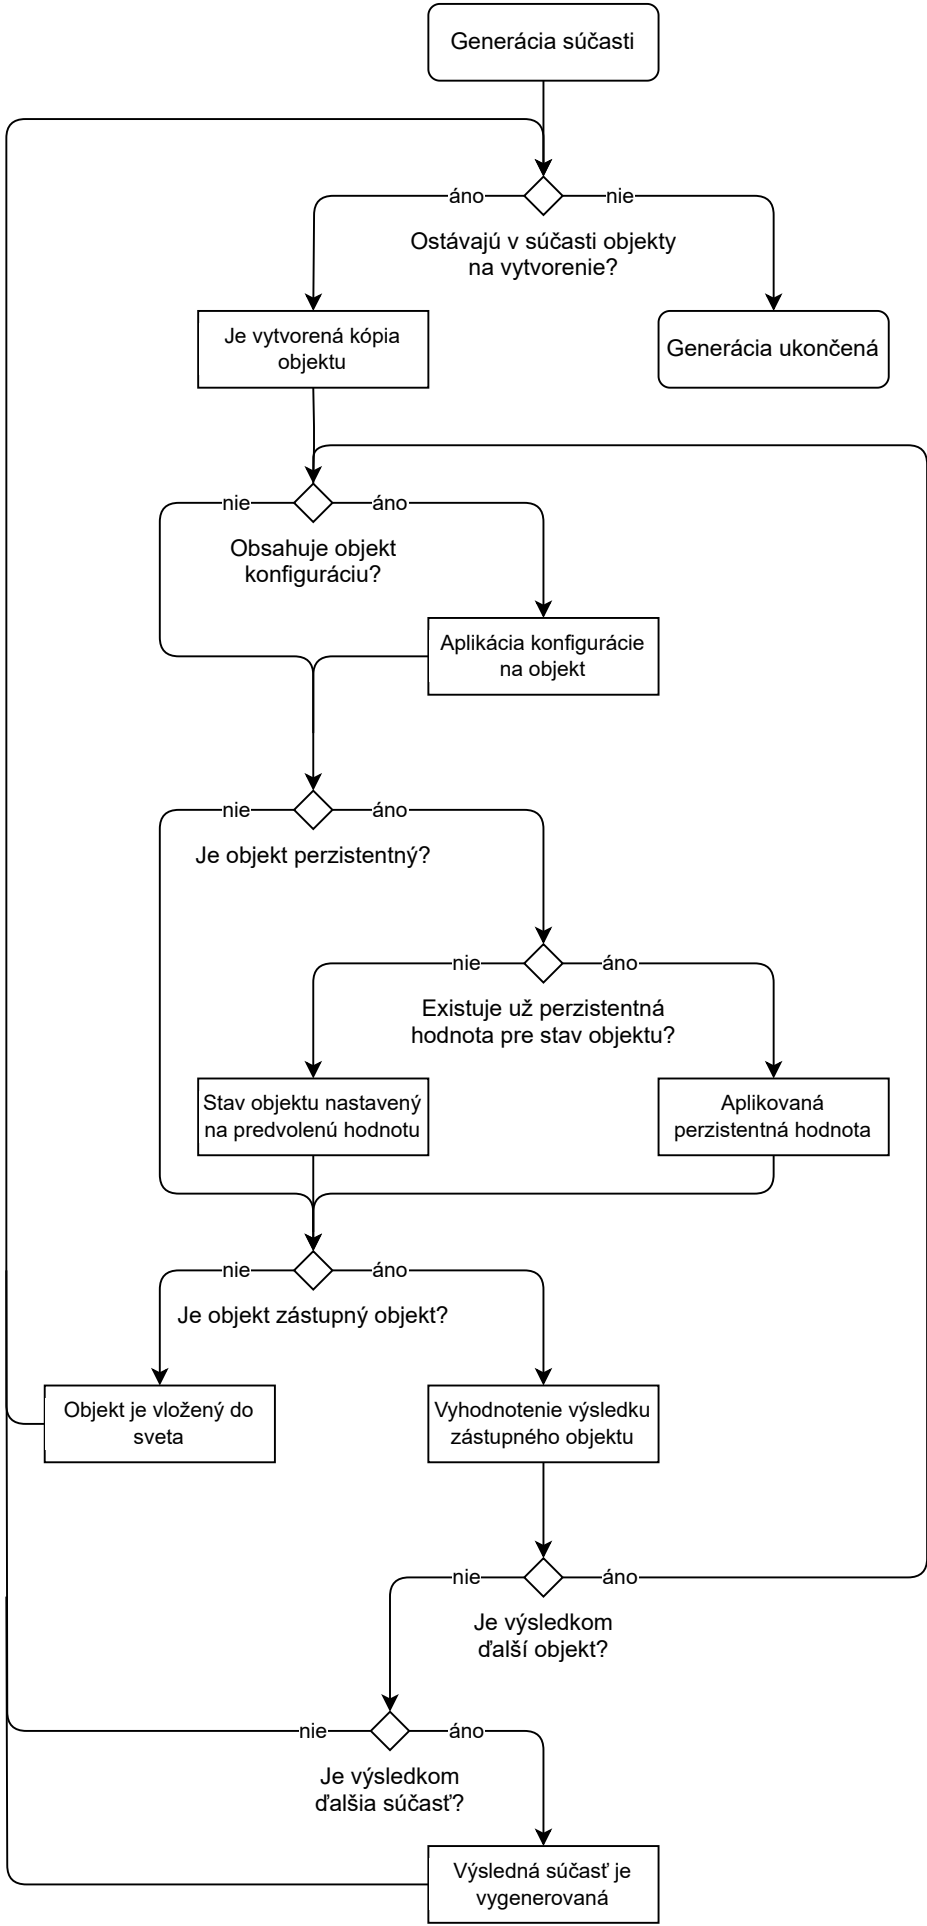 Generácia súčasti
áno
nie
Ostávajú v súčasti objekty
na vytvorenie?
Je vytvorená kópia
objektu
Generácia ukončená
nie
áno
Obsahuje objekt
konfiguráciu?
Aplikácia konfigurácie
na objekt
nie
áno
Je objekt perzistentný?
nie
áno
Existuje už perzistentná
hodnota pre stav objektu?
Stav objektu nastavený
na predvolenú hodnotu
Aplikovaná
perzistentná hodnota
nie
áno
Je objekt zástupný objekt?
Objekt je vložený do
sveta
Vyhodnotenie výsledku
zástupného objektu
nie
áno
Je výsledkom
ďalší objekt?
nie
áno
Je výsledkom
ďalšia súčasť?
Výsledná súčasť je
vygenerovaná